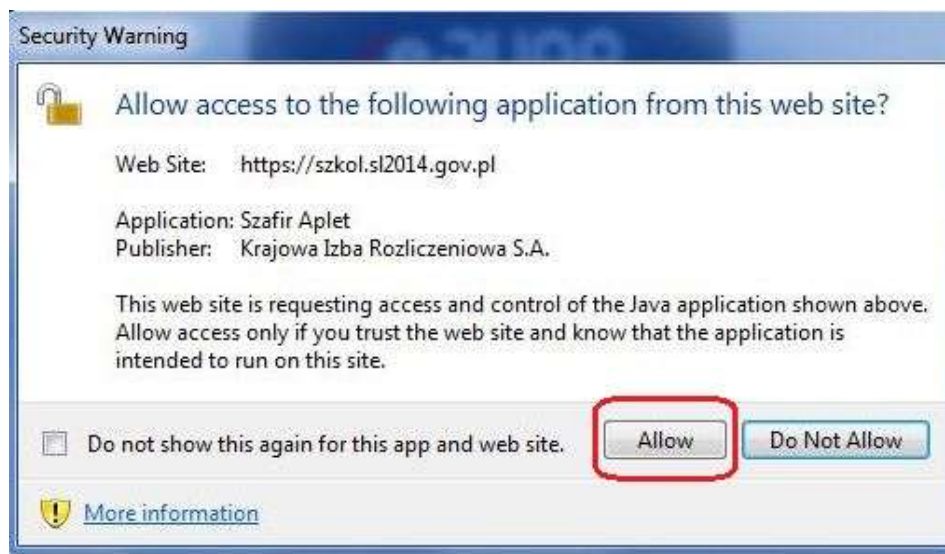 Security Warning
Allow access to the following application from this web site?
Web Site: https://szkol.sl2014.gov.pl
Application: Szafir Aplet
Publisher: Krajowa Izba Rozliczeniowa S.A.
This web site is requesting access and control of the Java application shown above.
Allow access only if you trust the web site and know that the application is
intended to run on this site.
Do not show this again for this app and web site.
Allow
Do Not Allow
More information